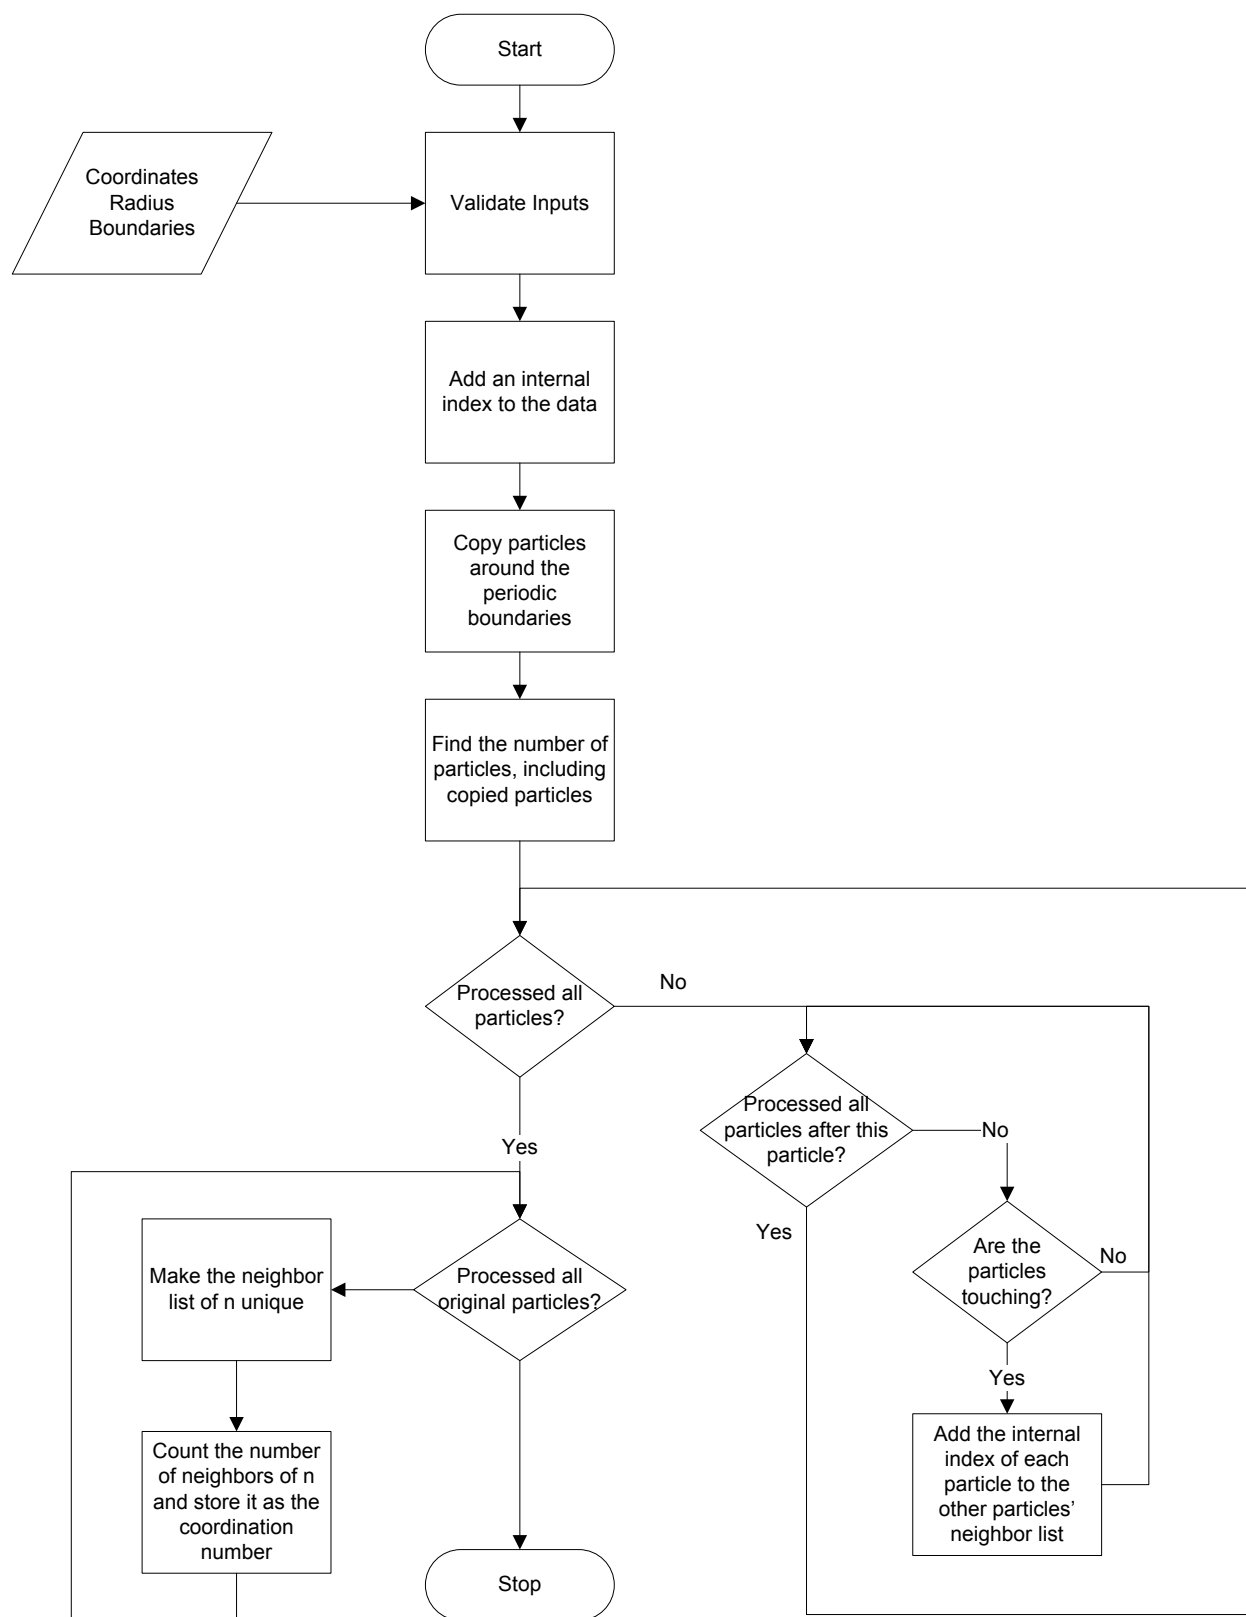 Start
Coordinates
Radius
Boundaries
Validate Inputs
Add an internal
index to the data
Copy particles
around the
periodic
boundaries
Find the number of
particles, including
copied particles
Processed all
particles?
No
Processed all
particles after this
particle?
No
Yes
Yes
Are the
particles
touching?
No
Yes
Make the neighbor
list of n unique
Processed all
original particles?
Add the internal
index of each
particle to the
other particles’
neighbor list
Count the number
of neighbors of n
and store it as the
coordination
number
Stop